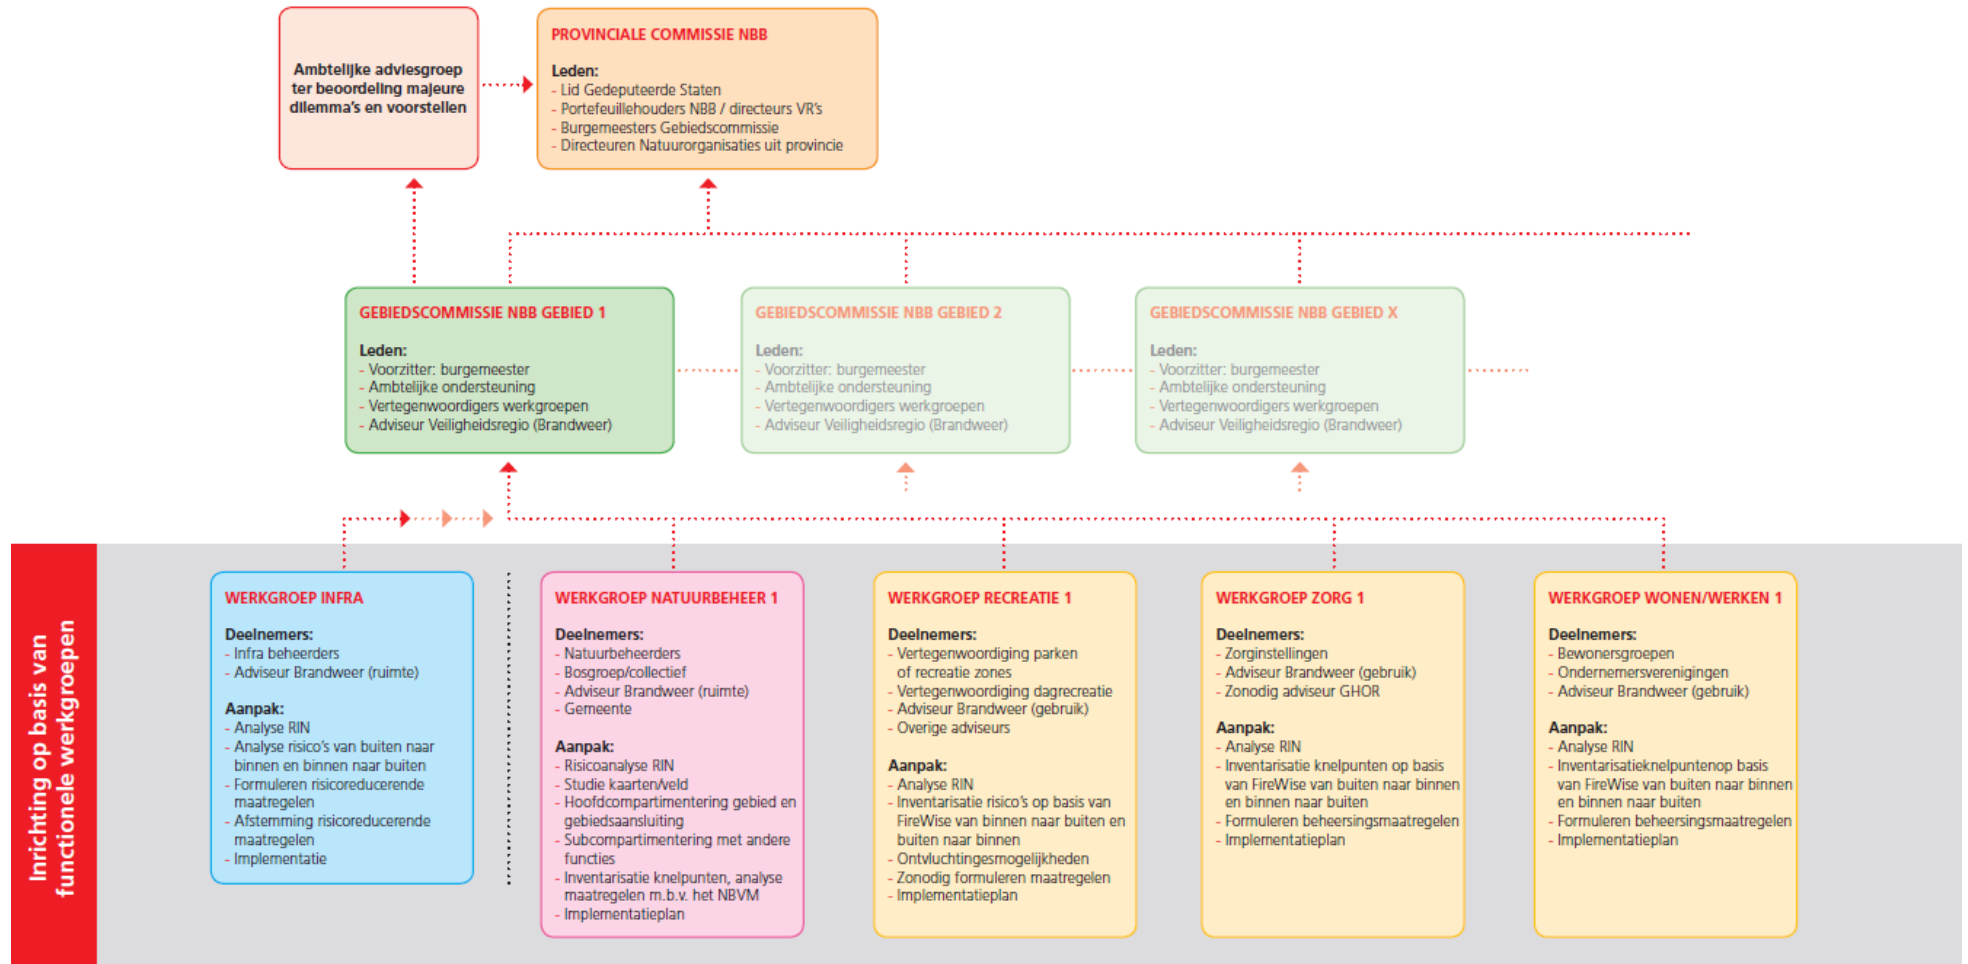 Ambtelijke adviesgroep
ter beoordeling majeure
dilemma's en voorstellen
PROVINCIALE COMMISSIE NBB
Leden:
- Lid Gedeputeerde Staten
- Portefeuillehouders NBB / directeurs VR's
- Burgemeesters Gebiedscommissie
- Directeuren Natuurorganisaties uit provincie
GEBIEDSCOMMISSIE NBB GEBIED 1
Leden:
- Voorzitter: burgemeester
- Ambtelijke ondersteuning
- Vertegenwoordigers werkgroepen
- Adviseur Veiligheidsregio (Brandweer)
GEBIEDSCOMMISSIE NBB GEBIED 2
Leden:
- Voorzitter: burgemeester
- Ambtelijke ondersteuning
- Vertegenwoordigers werkgroepen
- Adviseur Veiligheidsregio (Brandweer)
GEBIEDSCOMMISSIE NBB GEBIED X
Leden:
- Voorzitter: burgemeester
- Ambtelijke ondersteuning
- Vertegenwoordigers werkgroepen
- Adviseur Veiligheidsregio (Brandweer)
Inrichting op basis van
functionele werkgroepen
WERKGROEP INFRA
Deelnemers:
- Infra beheerders
- Adviseur Brandweer (ruimte)
Aanpak:
- Analyse RIN
- Analyse risico's van buiten naar
binnen en binnen naar buiten
- Formuleren risicoreducerende
maatregelen
- Afstemming risicoreducerende
maatregelen
- Implementatie
WERKGROEP NATUURBEHEER 1
Deelnemers:
- Natuurbeheerders
- Bosgroep/collectief
- Adviseur Brandweer (ruimte)
- Gemeente
Aanpak:
- Risicoanalyse RIN
- Studie kaarten/veld
- Hoofdcompartimentering gebied en
gebiedsaansluiting
- Subcompartimentering met andere
functies
- Inventarisatie knelpunten, analyse
maatregelen m.b.v. het NBVM
- Implementatieplan
WERKGROEP RECREATIE 1
Deelnemers:
- Vertegenwoordiging parken
of recreatie zones
- Vertegenwoordiging dagrecreatie
- Adviseur Brandweer (gebruik)
- Overige adviseurs
Aanpak:
- Analyse RIN
- Inventarisatie risico's op basis van
FireWise van binnen naar buiten en
buiten naar binnen
- Ontvluchtingesmogelijkheden
- Zonodig formuleren maatregelen
- Implementatieplan
WERKGROEP ZORG 1
Deelnemers:
- Zorginstellingen
- Adviseur Brandweer (gebruik)
- Zonodig adviseur GHOR
Aanpak:
- Analyse RIN
- Inventarisatie knelpunten op basis
van FireWise van buiten naar binnen
en binnen naar buiten
- Formuleren beheersingsmaatregelen
- Implementatieplan
WERKGROEP WONEN/WERKEN 1
Deelnemers:
- Bewonersgroepen
- Ondernemersverenigingen
- Adviseur Brandweer (gebruik)
Aanpak:
- Analyse RIN
- Inventarisatieknelpuntenop basis
van FireWise van buiten naar binnen
en binnen naar buiten
- Formuleren beheersingsmaatregelen
- Implementatieplan